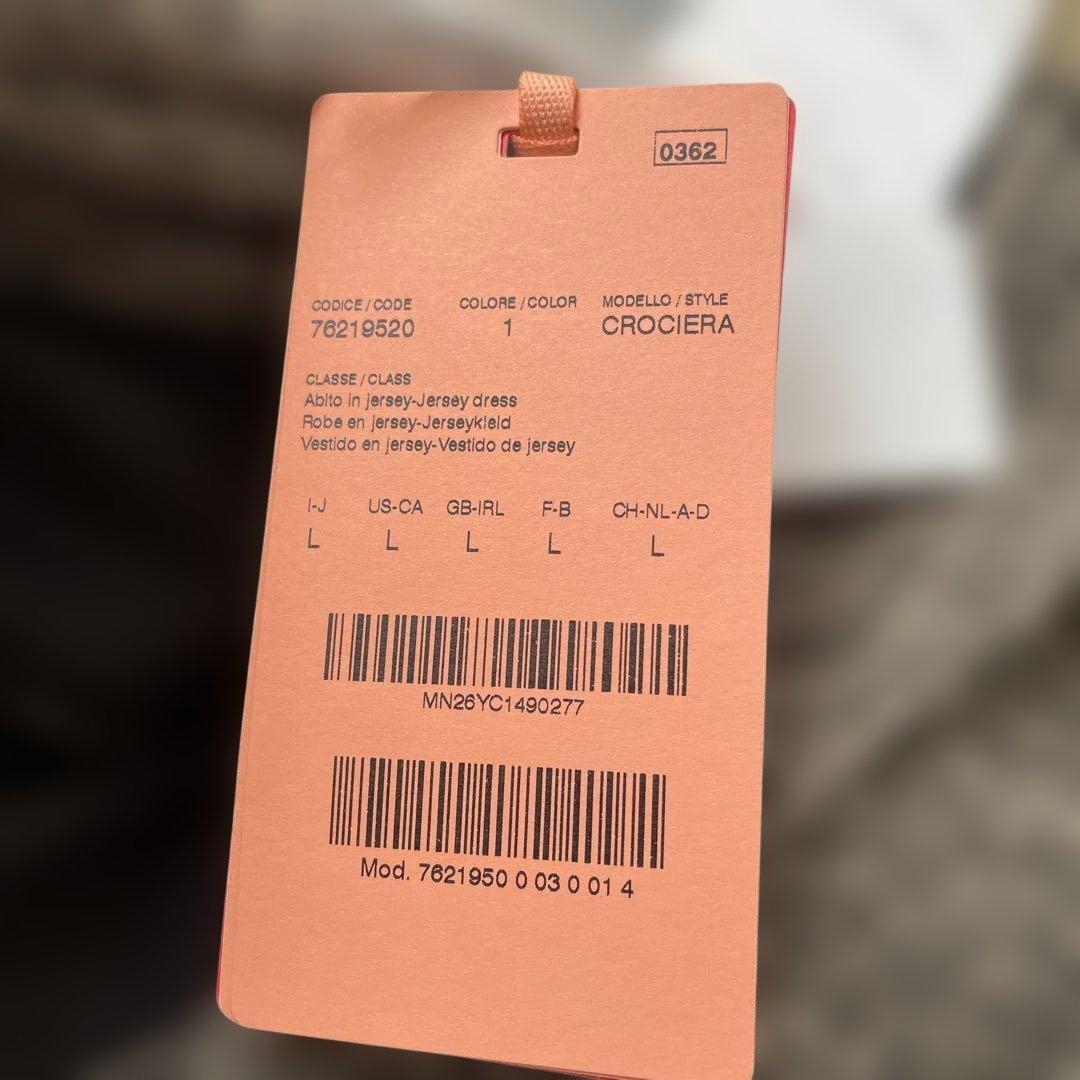 0362
CODICE / CODE COLORE / COLOR MODELLO / STYLE
76219520 1 CROCIERA
CLASSE / CLASS
Abito in jersey-Jersey dress
Robe en jersey-Jerseykleid
Vestido en jersey-Vestido de jersey
I-J US-CA GB-IRL F-B CH-NL-A-D
L L L L L
MN26YC1490277
Mod. 7621950 0 03 0 01 4